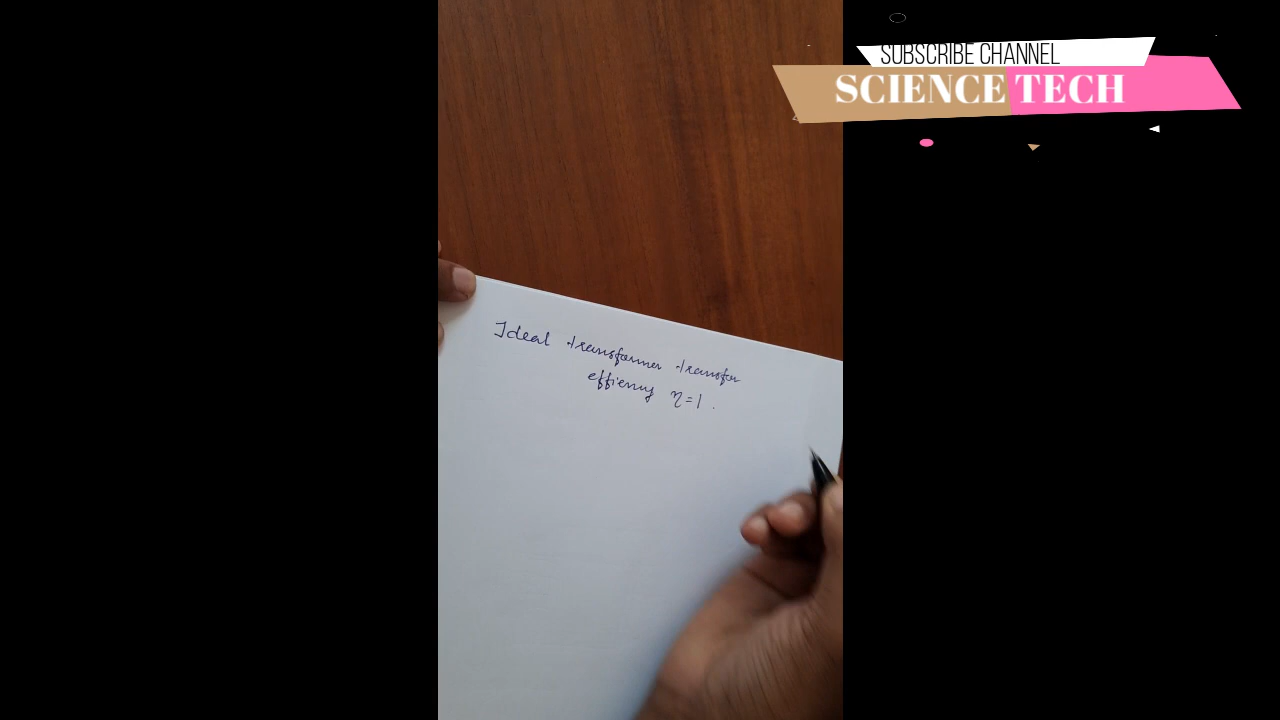 SUBSCRIBE CHANNEL
SCIENCE TECH
Ideal transformer transfer
effieny η=1.